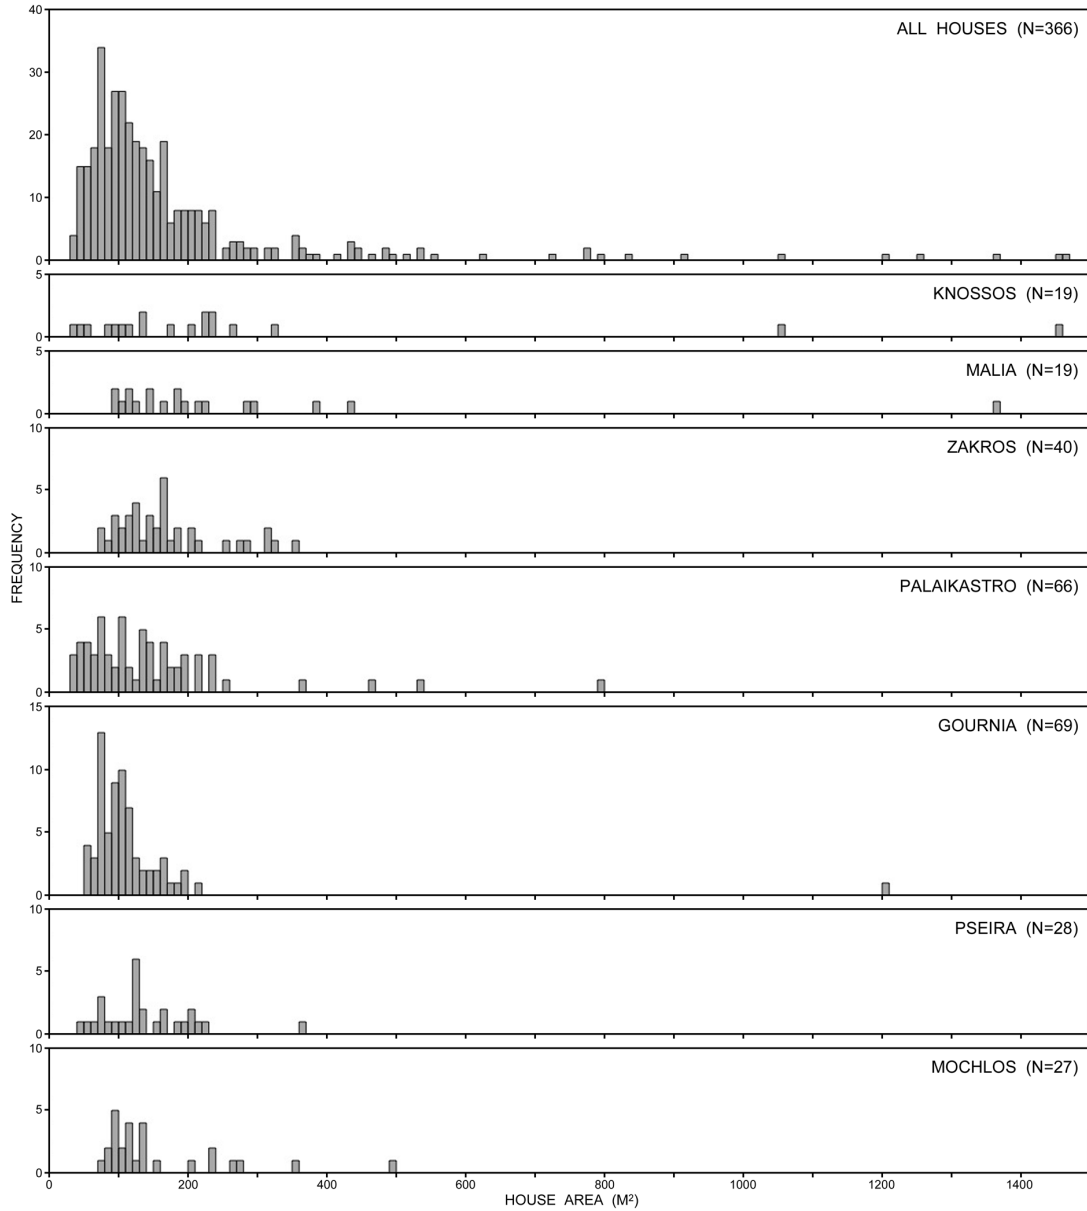 40
ALL HOUSES (N=366)
30
20
10
0
5
KNOSSOS (N=19)
0
5
MALIA (N=19)
0
10
ZAKROS (N=40)
5
0
FREQUENCY
10
PALAIKASTRO (N=66)
5
0
15
GOURNIA (N=69)
10
5
0
10
PSEIRA (N=28)
5
0
10
MOCHLOS (N=27)
5
0
0 200 400 600 800 1000 1200 1400
HOUSE AREA (M²)